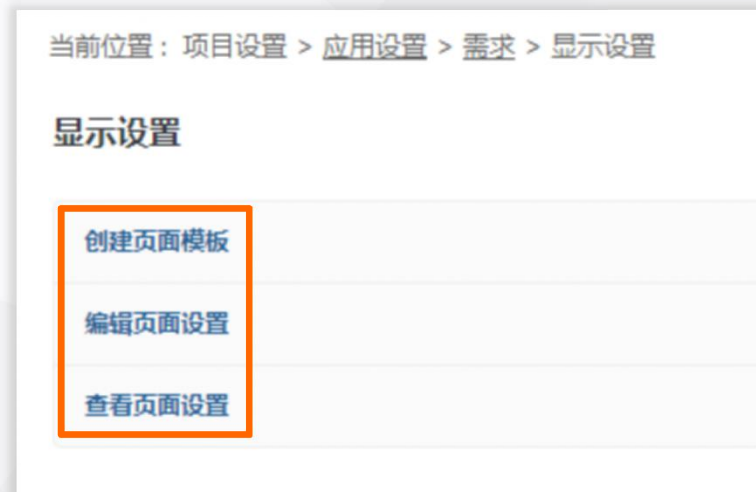 当前位置：项目设置 > 应用设置 > 需求 > 显示设置
显示设置
创建页面模板
编辑页面设置
查看页面设置